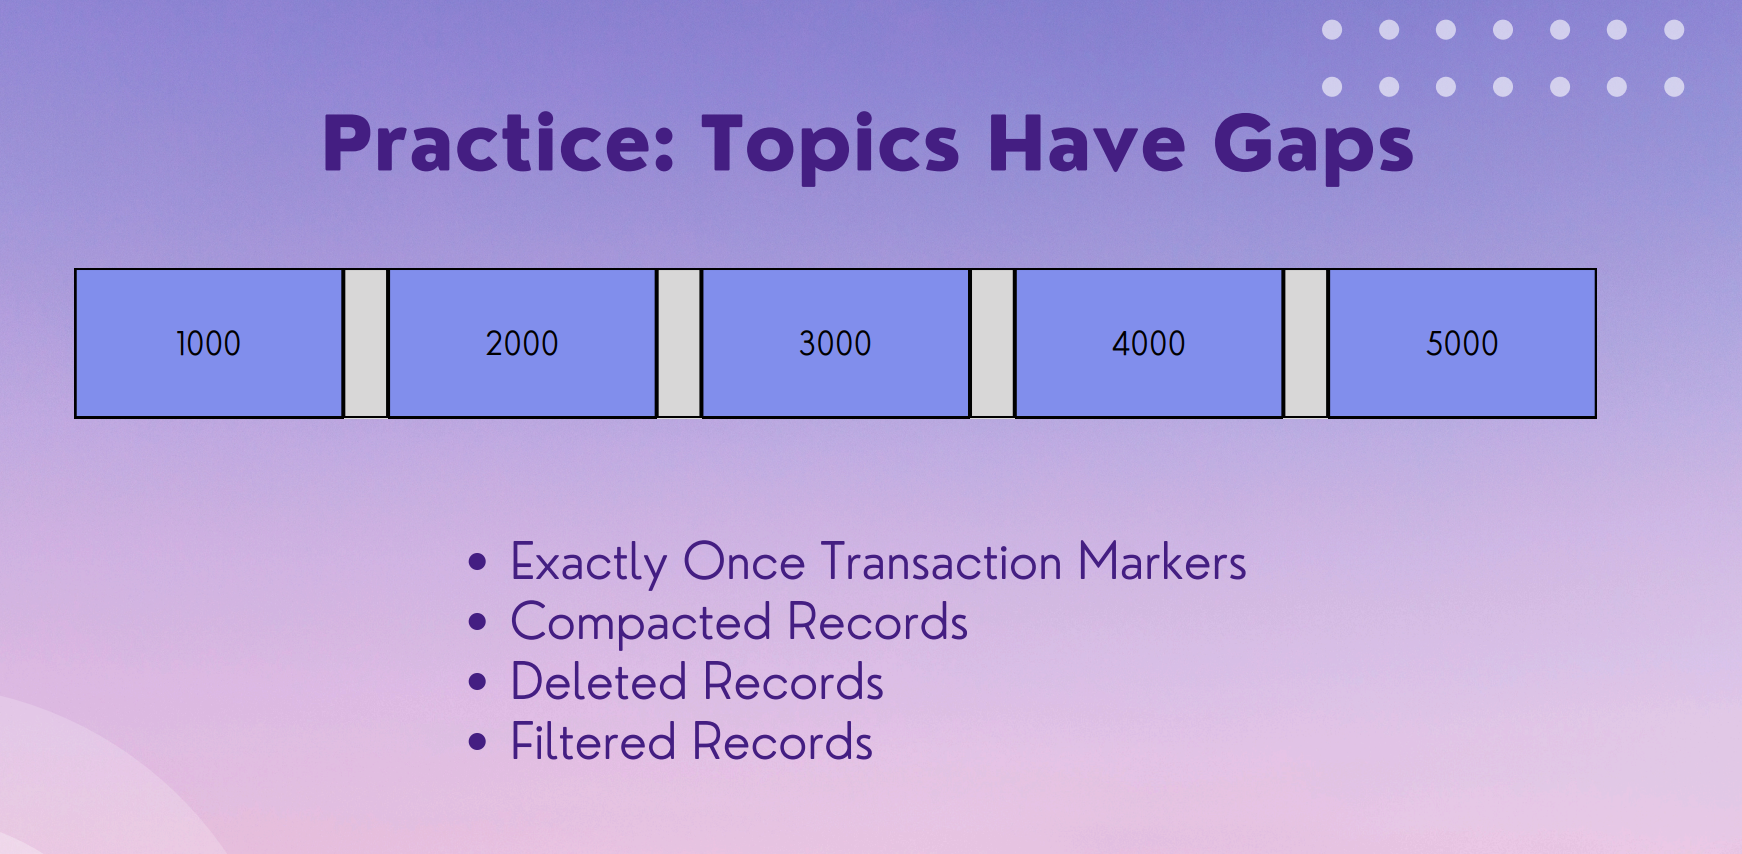 Practice: Topics Have Gaps
1000 2000 3000 4000 5000
• Exactly Once Transaction Markers
• Compacted Records
• Deleted Records
• Filtered Records